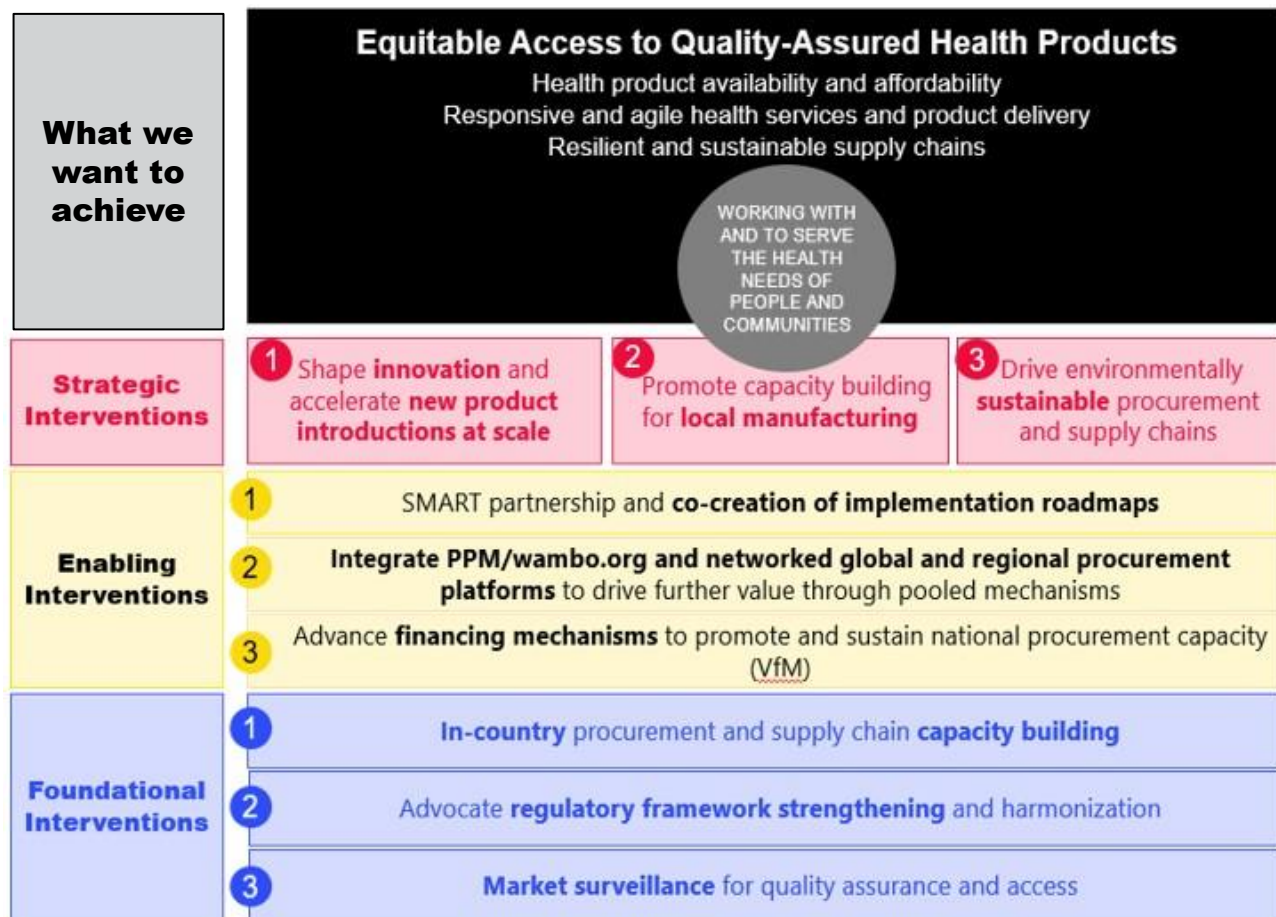 What we
want to
achieve
Equitable Access to Quality-Assured Health Products
Health product availability and affordability
Responsive and agile health services and product delivery
Resilient and sustainable supply chains
WORKING WITH
AND TO SERVE
THE HEALTH
NEEDS OF
PEOPLE AND
COMMUNITIES
Strategic
Interventions
1
Shape innovation and
accelerate new product
introductions at scale
2
Promote capacity building
for local manufacturing
3
Drive environmentally
sustainable procurement
and supply chains
Enabling
Interventions
1
SMART partnership and co-creation of implementation roadmaps
2
Integrate PPM/wambo.org and networked global and regional procurement
platforms to drive further value through pooled mechanisms
3
Advance financing mechanisms to promote and sustain national procurement capacity
(VfM)
Foundational
Interventions
1
In-country procurement and supply chain capacity building
2
Advocate regulatory framework strengthening and harmonization
3
Market surveillance for quality assurance and access